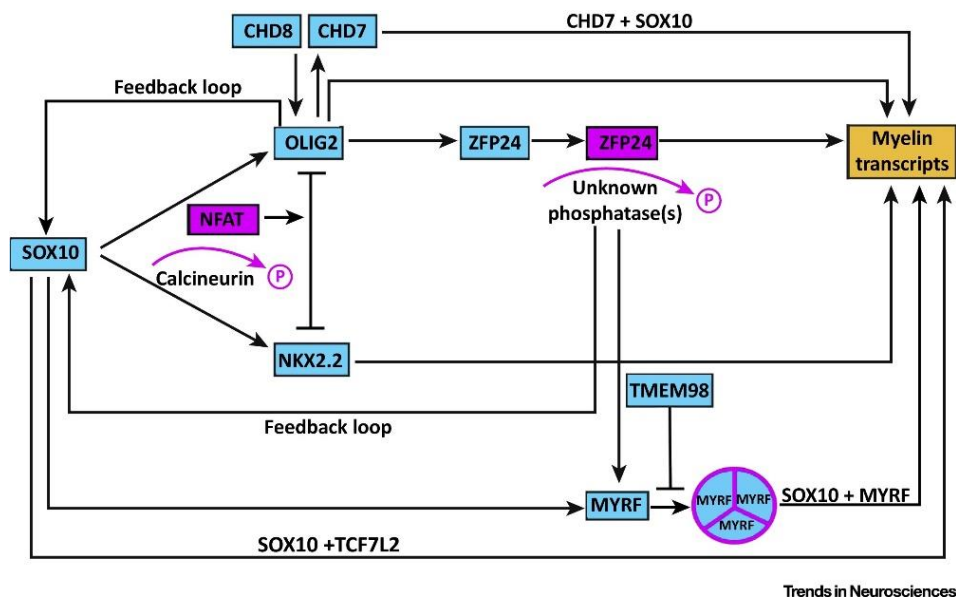 CHD7 + SOX10
CHD8
CHD7
Feedback loop
OLIG2
ZFP24
ZFP24
Myelin
transcripts
Unknown
phosphatase(s)
P
NFAT
SOX10
Calcineurin
P
NKX2.2
TMEM98
Feedback loop
MYRF
MYRF
MYRF
MYRF
SOX10 + MYRF
SOX10 +TCF7L2
Trends in Neurosciences